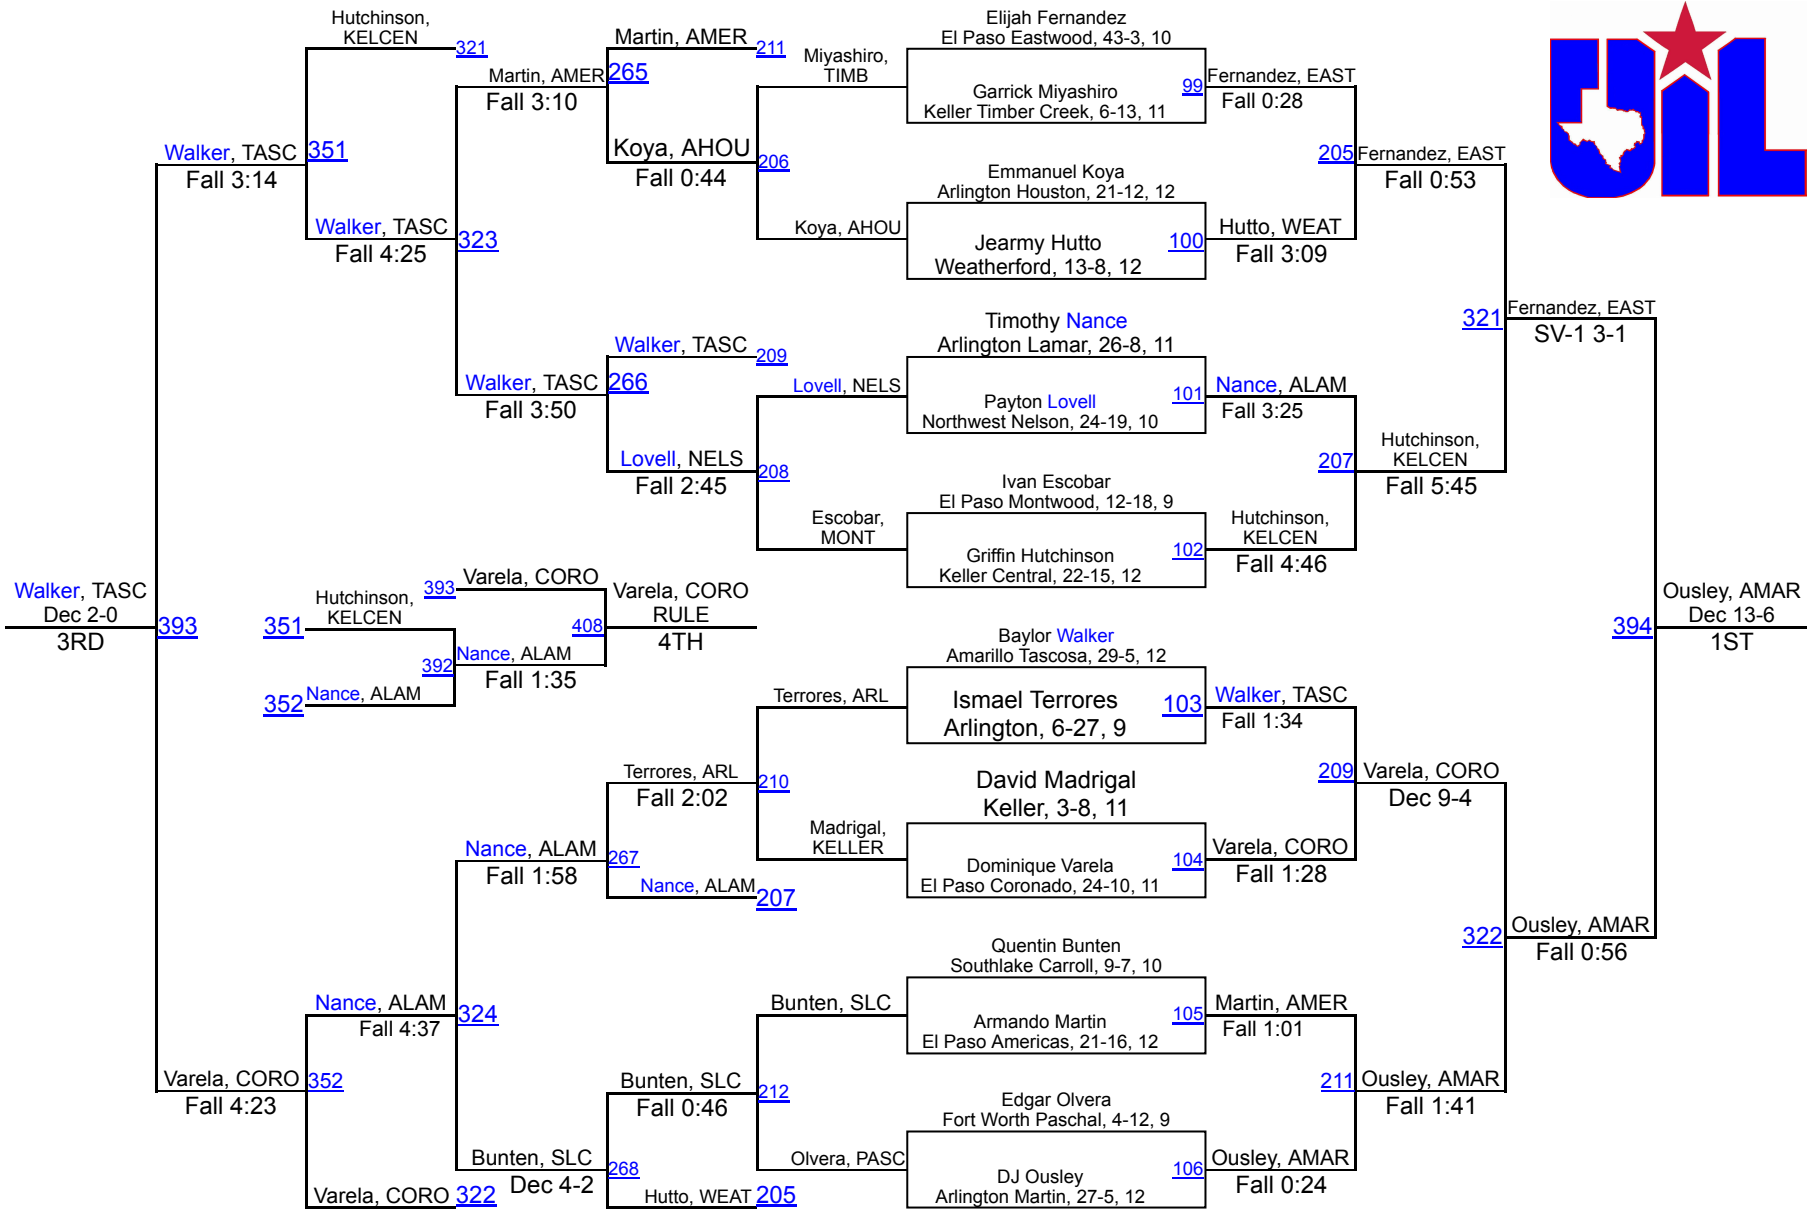 Hutchinson,
KELCEN
321
Martin, AMER
Fall 3:10
Martin, AMER
211
265
Koya, AHOU
206
Fall 0:44
Miyashiro,
TIMB
Koya, AHOU
Elijah Fernandez
El Paso Eastwood, 43-3, 10
Garrick Miyashiro
99
Keller Timber Creek, 6-13, 11
Fernandez, EAST
Fall 0:28
Emmanuel Koya
Arlington Houston, 21-12, 12
Jearmy Hutto
100
Weatherford, 13-8, 12
Hutto, WEAT
Fall 3:09
205
Fernandez, EAST
Fall 0:53
UIL
Walker, TASC
351
Fall 3:14
Walker, TASC
323
Fall 4:25
Walker, TASC
266
Fall 3:50
Walker, TASC
209
Lovell, NELS
208
Fall 2:45
Lovell, NELS
Escobar,
MONT
Timothy Nance
Arlington Lamar, 26-8, 11
Payton Lovell
101
Northwest Nelson, 24-19, 10
Nance, ALAM
Fall 3:25
Ivan Escobar
El Paso Montwood, 12-18, 9
Griffin Hutchinson
102
Keller Central, 22-15, 12
Hutchinson,
KELCEN
Fall 4:46
207
Hutchinson,
KELCEN
Fall 5:45
321
Fernandez, EAST
SV-1 3-1
Walker, TASC
Dec 2-0
3RD
393
351
Hutchinson,
KELCEN
352
Nance, ALAM
392
Nance, ALAM
Fall 1:35
393
Varela, CORO
408
Varela, CORO
RULE
4TH
394
Ousley, AMAR
Dec 13-6
1ST
Baylor Walker
Amarillo Tascosa, 29-5, 12
Terrores, ARL
Ismael Terrores
103
Arlington, 6-27, 9
Walker, TASC
Fall 1:34
Terrores, ARL
210
Fall 2:02
Madrigal,
KELLER
David Madrigal
Keller, 3-8, 11
Dominique Varela
104
El Paso Coronado, 24-10, 11
Varela, CORO
Fall 1:28
209
Varela, CORO
Dec 9-4
Nance, ALAM
267
Fall 1:58
Nance, ALAM
207
Nance, ALAM
324
Fall 4:37
Varela, CORO
352
Fall 4:23
Varela, CORO
322
Bunten, SLC
268
Dec 4-2
Bunten, SLC
212
Fall 0:46
Hutto, WEAT
205
Bunten, SLC
Olvera, PASC
Quentin Bunten
Southlake Carroll, 9-7, 10
Armando Martin
105
El Paso Americas, 21-16, 12
Martin, AMER
Fall 1:01
Edgar Olvera
Fort Worth Paschal, 4-12, 9
DJ Ousley
106
Arlington Martin, 27-5, 12
Ousley, AMAR
Fall 0:24
211
Ousley, AMAR
Fall 1:41
322
Ousley, AMAR
Fall 0:56